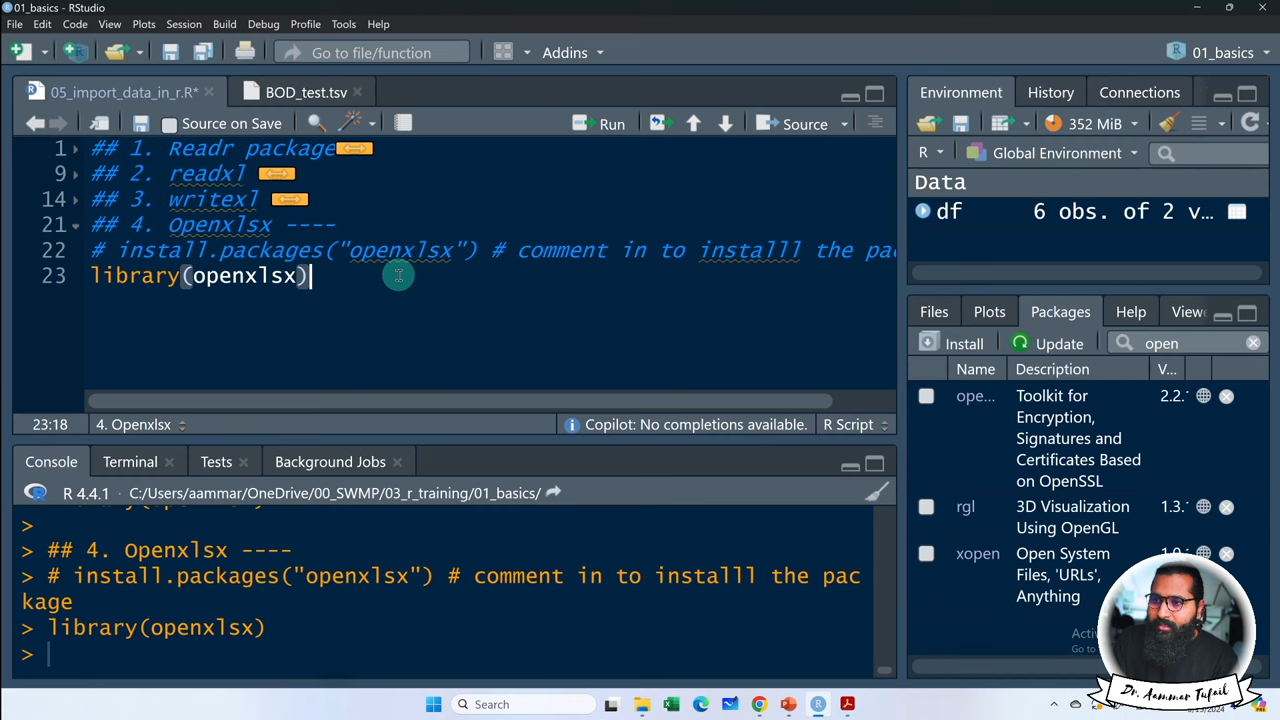 01_basics - RStudio
File Edit Code View Plots Session Build Debug Profile Tools Help
Go to file/function Addins 01_basics
05_import_data_in_r.R* BOD_test.tsv
Source on Save Run Source
1 ## 1. Readr package
9 ## 2. readxl
14 ## 3. writexl
21 ## 4. Openxlsx ----
22 # install.packages("openxlsx") # comment in to installl the pac
23 library(openxlsx)
23:18 4. Openxlsx Copilot: No completions available. R Script
Console Terminal Tests Background Jobs
R 4.4.1 · C:/Users/aammar/OneDrive/00_SWMP/03_r_training/01_basics/
>
> ## 4. Openxlsx ----
> # install.packages("openxlsx") # comment in to installl the pac
kage
> library(openxlsx)
>
Environment History Connections
352 MiB
R Global Environment
Data
df 6 obs. of 2 v...
Files Plots Packages Help View
Install Update open
Name Description V...
ope... Toolkit for 2.2.
Encryption,
Signatures and
Certificates Based
on OpenSSL
rgl 3D Visualization 1.3.
Using OpenGL
xopen Open System
Files, 'URLs',
Anything
Dr. Aammar Tufail
Search